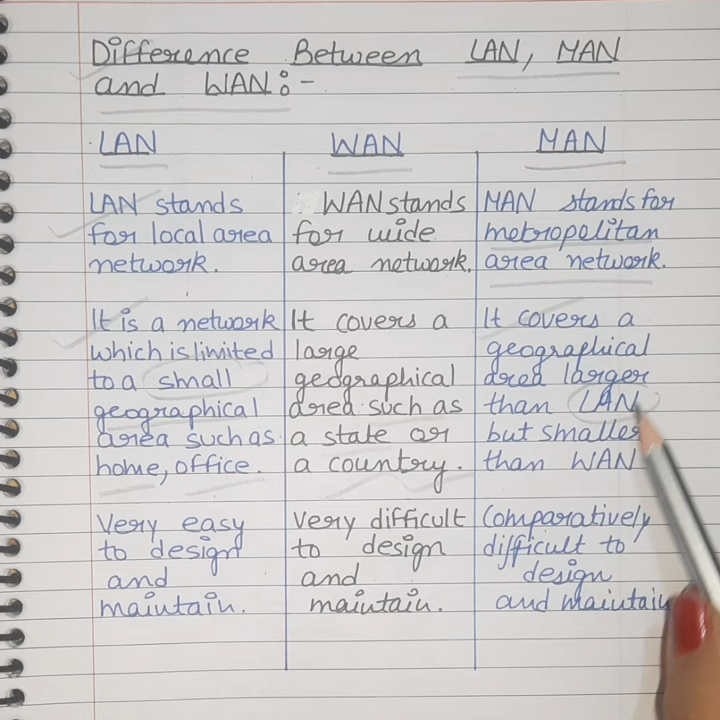 Difference Between LAN, MAN
and WAN:-
LAN
LAN stands
for local area
network.
It is a network
which is limited
to a small
geographical
area such as
home, office.
Very easy
to design
and
maintain.
WAN
WAN stands
for wide
area network.
It covers a
large
geographical
area such as
a state or
a country.
Very difficult
to design
and
maintain.
MAN
MAN stands for
metropolitan
area network.
It covers a
geographical
area larger
than LAN
but smaller
than WAN
Comparatively
difficult to
design
and maintain